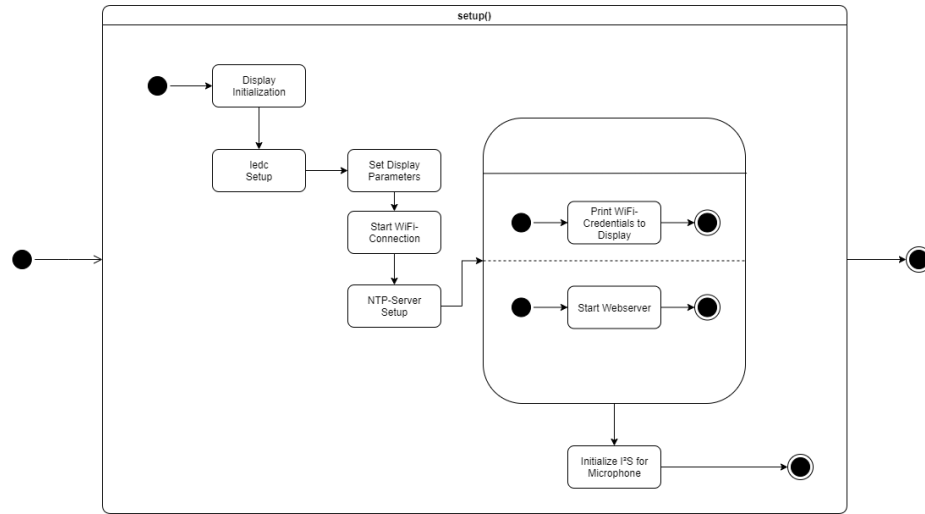 setup()
Display
Initialization
ledc
Setup
Set Display
Parameters
Start WiFi-
Connection
NTP-Server
Setup
Print WiFi-
Credentials to
Display
Start Webserver
Initialize I²S for
Microphone